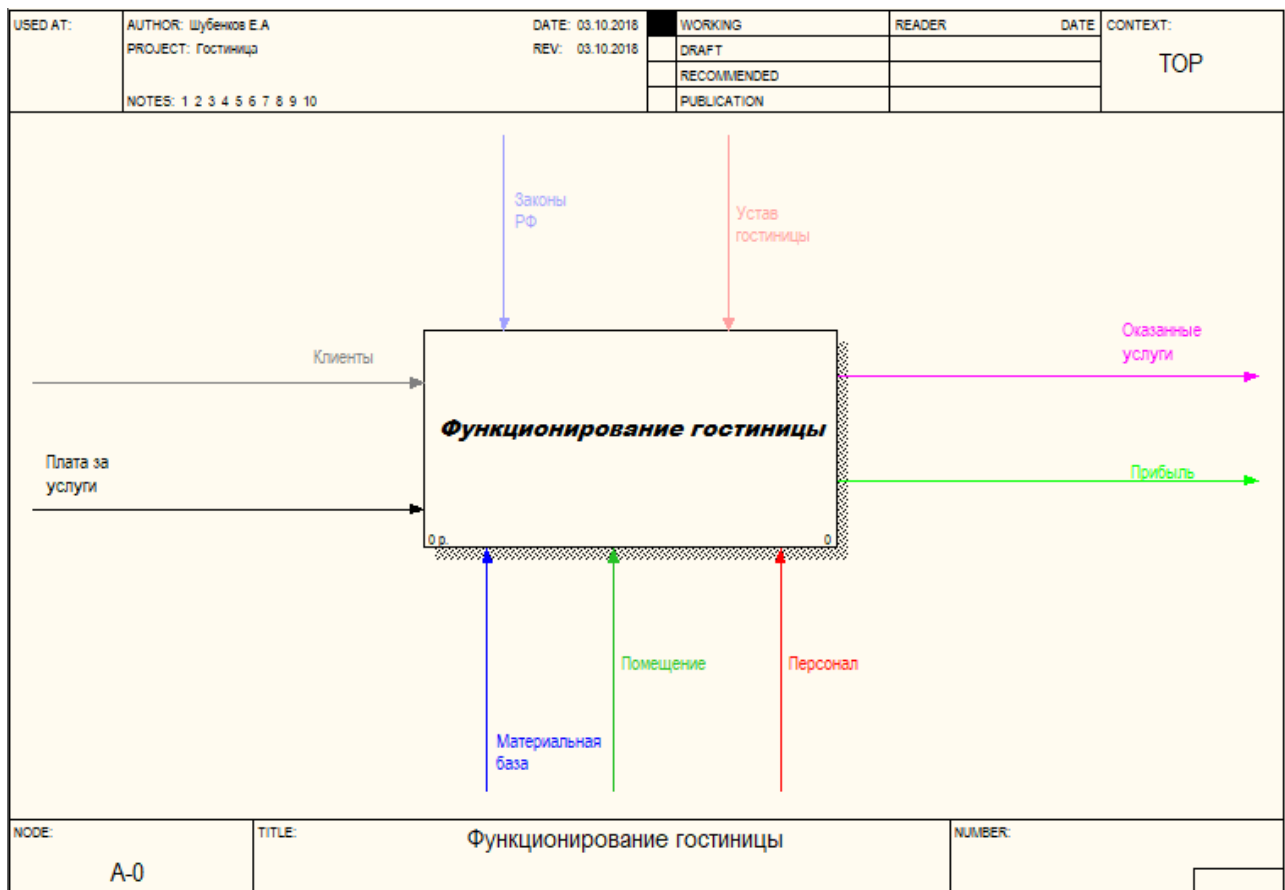 USED AT:
AUTHOR: Шубенков Е.А
DATE: 03.10.2018
WORKING
READER
DATE
CONTEXT:
PROJECT: Гостиница
REV: 03.10.2018
DRAFT
TOP
RECOMMENDED
NOTES: 1 2 3 4 5 6 7 8 9 10
PUBLICATION
Законы
РФ
Устав
гостиницы
Клиенты
Оказанные
услуги
Функционирование гостиницы
Плата за
услуги
Прибыль
0 р.
0
Помещение
Персонал
Материальная
база
NODE:
TITLE:
Функционирование гостиницы
NUMBER:
A-0